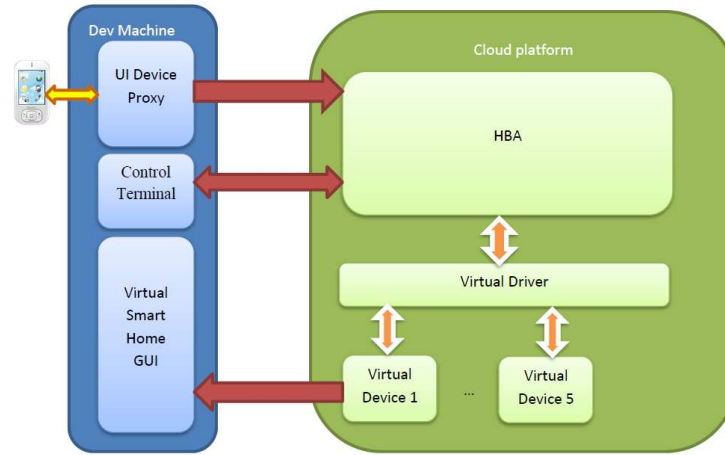 Dev Machine
UI Device
Proxy
Control
Terminal
Virtual
Smart
Home
GUI
Cloud platform
HBA
Virtual Driver
Virtual
Device 1
...
Virtual
Device 5